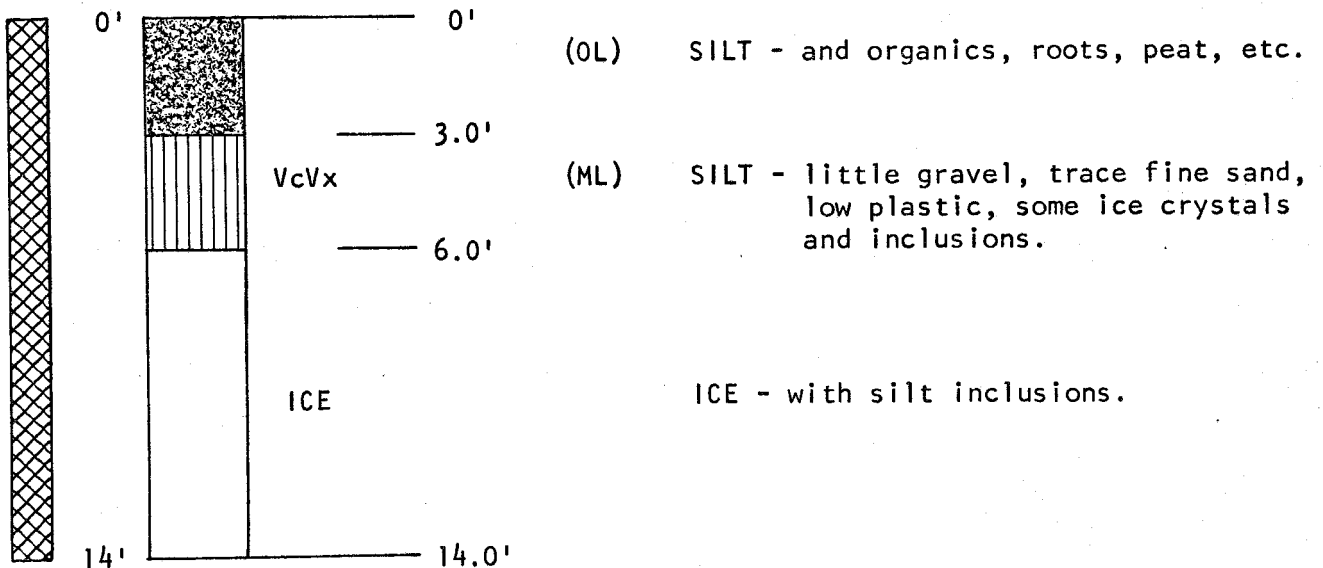 0' 0'
(OL) SILT - and organics, roots, peat, etc.
3.0'
VcVx (ML) SILT - little gravel, trace fine sand,
low plastic, some ice crystals
and inclusions.
6.0'
ICE ICE - with silt inclusions.
14' 14.0'